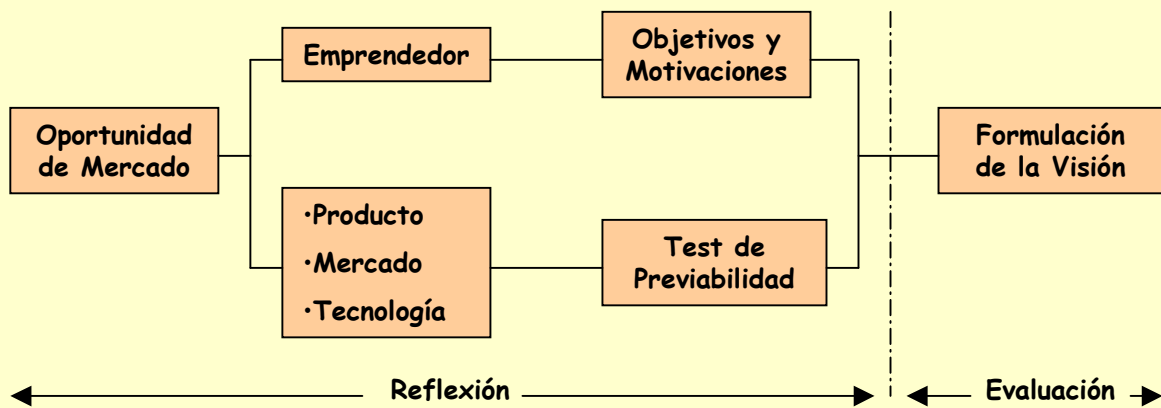 Oportunidad
de Mercado
Emprendedor
Objetivos y
Motivaciones
·Producto
·Mercado
·Tecnología
Test de
Previabilidad
Formulación
de la Visión
Reflexión
Evaluación